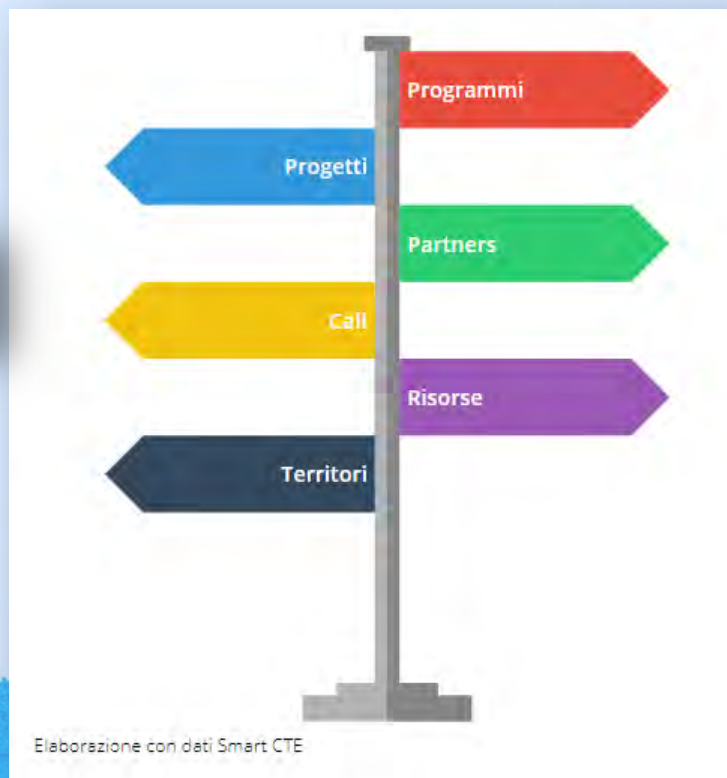 Programmi
Progetti
Partners
Call
Risorse
Territori
Elaborazione con dati Smart CTE